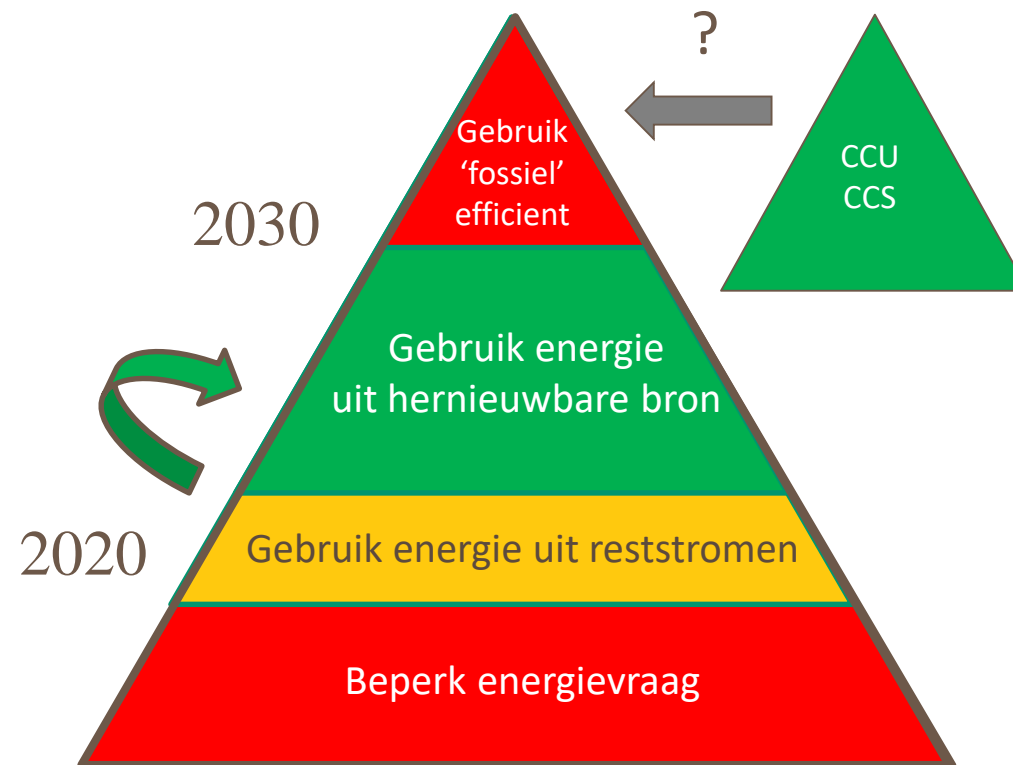 ?
Gebruik
‘fossiel’
efficient
CCU
CCS
2030
Gebruik energie
uit hernieuwbare bron
2020
Gebruik energie uit reststromen
Beperk energievraag